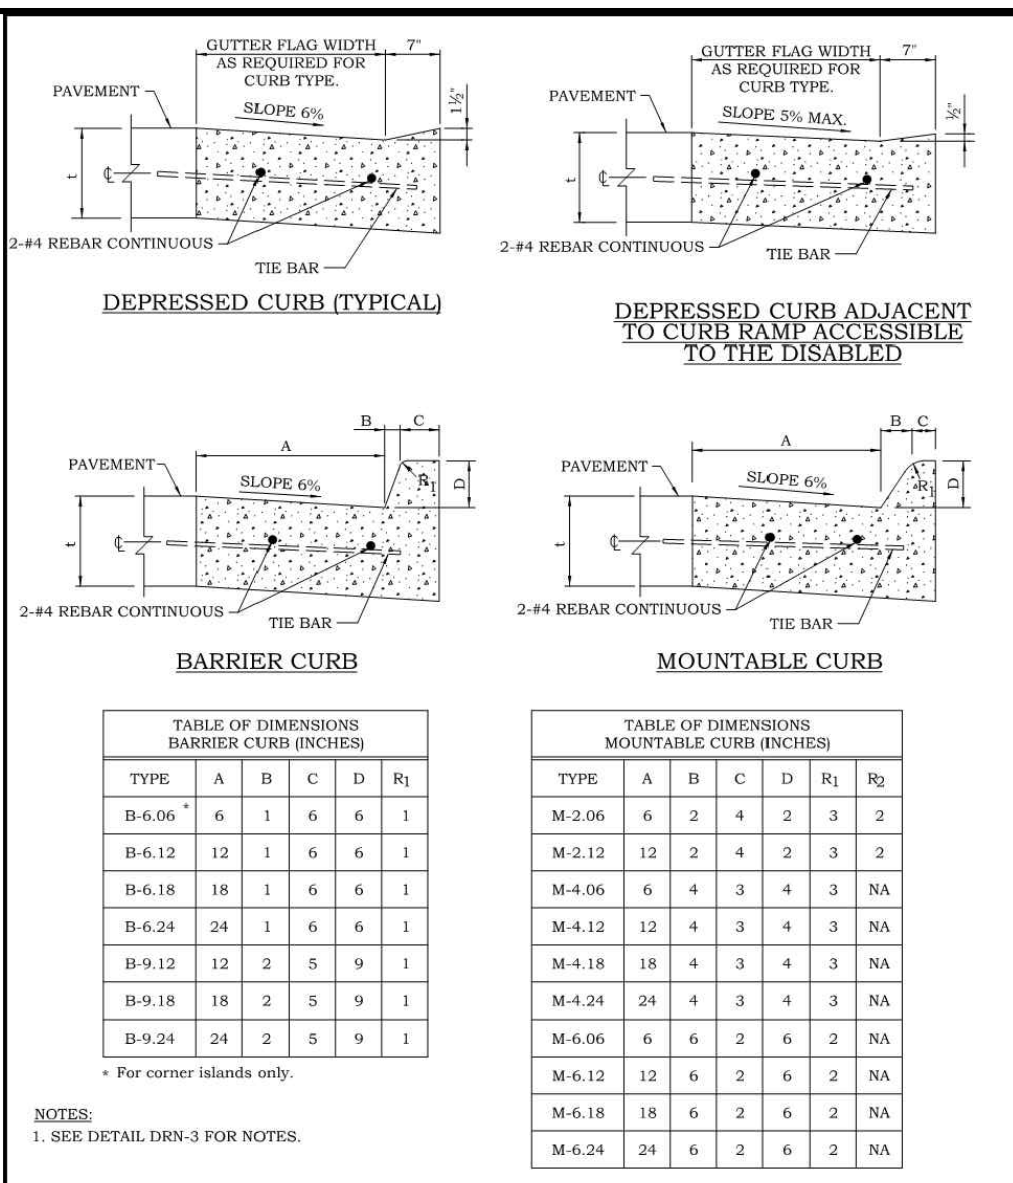 GUTTER FLAG WIDTH 7"
AS REQUIRED FOR
CURB TYPE.
PAVEMENT
SLOPE 6%
1½"
t
℄
2-#4 REBAR CONTINUOUS
TIE BAR
DEPRESSED CURB (TYPICAL)
GUTTER FLAG WIDTH 7"
AS REQUIRED FOR
CURB TYPE.
PAVEMENT
SLOPE 5% MAX.
½"
t
℄
2-#4 REBAR CONTINUOUS
TIE BAR
DEPRESSED CURB ADJACENT
TO CURB RAMP ACCESSIBLE
TO THE DISABLED
B C
A
PAVEMENT
SLOPE 6%
R1
D
t
℄
2-#4 REBAR CONTINUOUS
TIE BAR
BARRIER CURB
B C
A
PAVEMENT
SLOPE 6%
R1
D
t
℄
2-#4 REBAR CONTINUOUS
TIE BAR
MOUNTABLE CURB
TABLE OF DIMENSIONS
BARRIER CURB (INCHES)
TYPE A B C D R1
B-6.06 * 6 1 6 6 1
B-6.12 12 1 6 6 1
B-6.18 18 1 6 6 1
B-6.24 24 1 6 6 1
B-9.12 12 2 5 9 1
B-9.18 18 2 5 9 1
B-9.24 24 2 5 9 1
* For corner islands only.
NOTES:
1. SEE DETAIL DRN-3 FOR NOTES.
TABLE OF DIMENSIONS
MOUNTABLE CURB (INCHES)
TYPE A B C D R1 R2
M-2.06 6 2 4 2 3 2
M-2.12 12 2 4 2 3 2
M-4.06 6 4 3 4 3 NA
M-4.12 12 4 3 4 3 NA
M-4.18 18 4 3 4 3 NA
M-4.24 24 4 3 4 3 NA
M-6.06 6 6 2 6 2 NA
M-6.12 12 6 2 6 2 NA
M-6.18 18 6 2 6 2 NA
M-6.24 24 6 2 6 2 NA